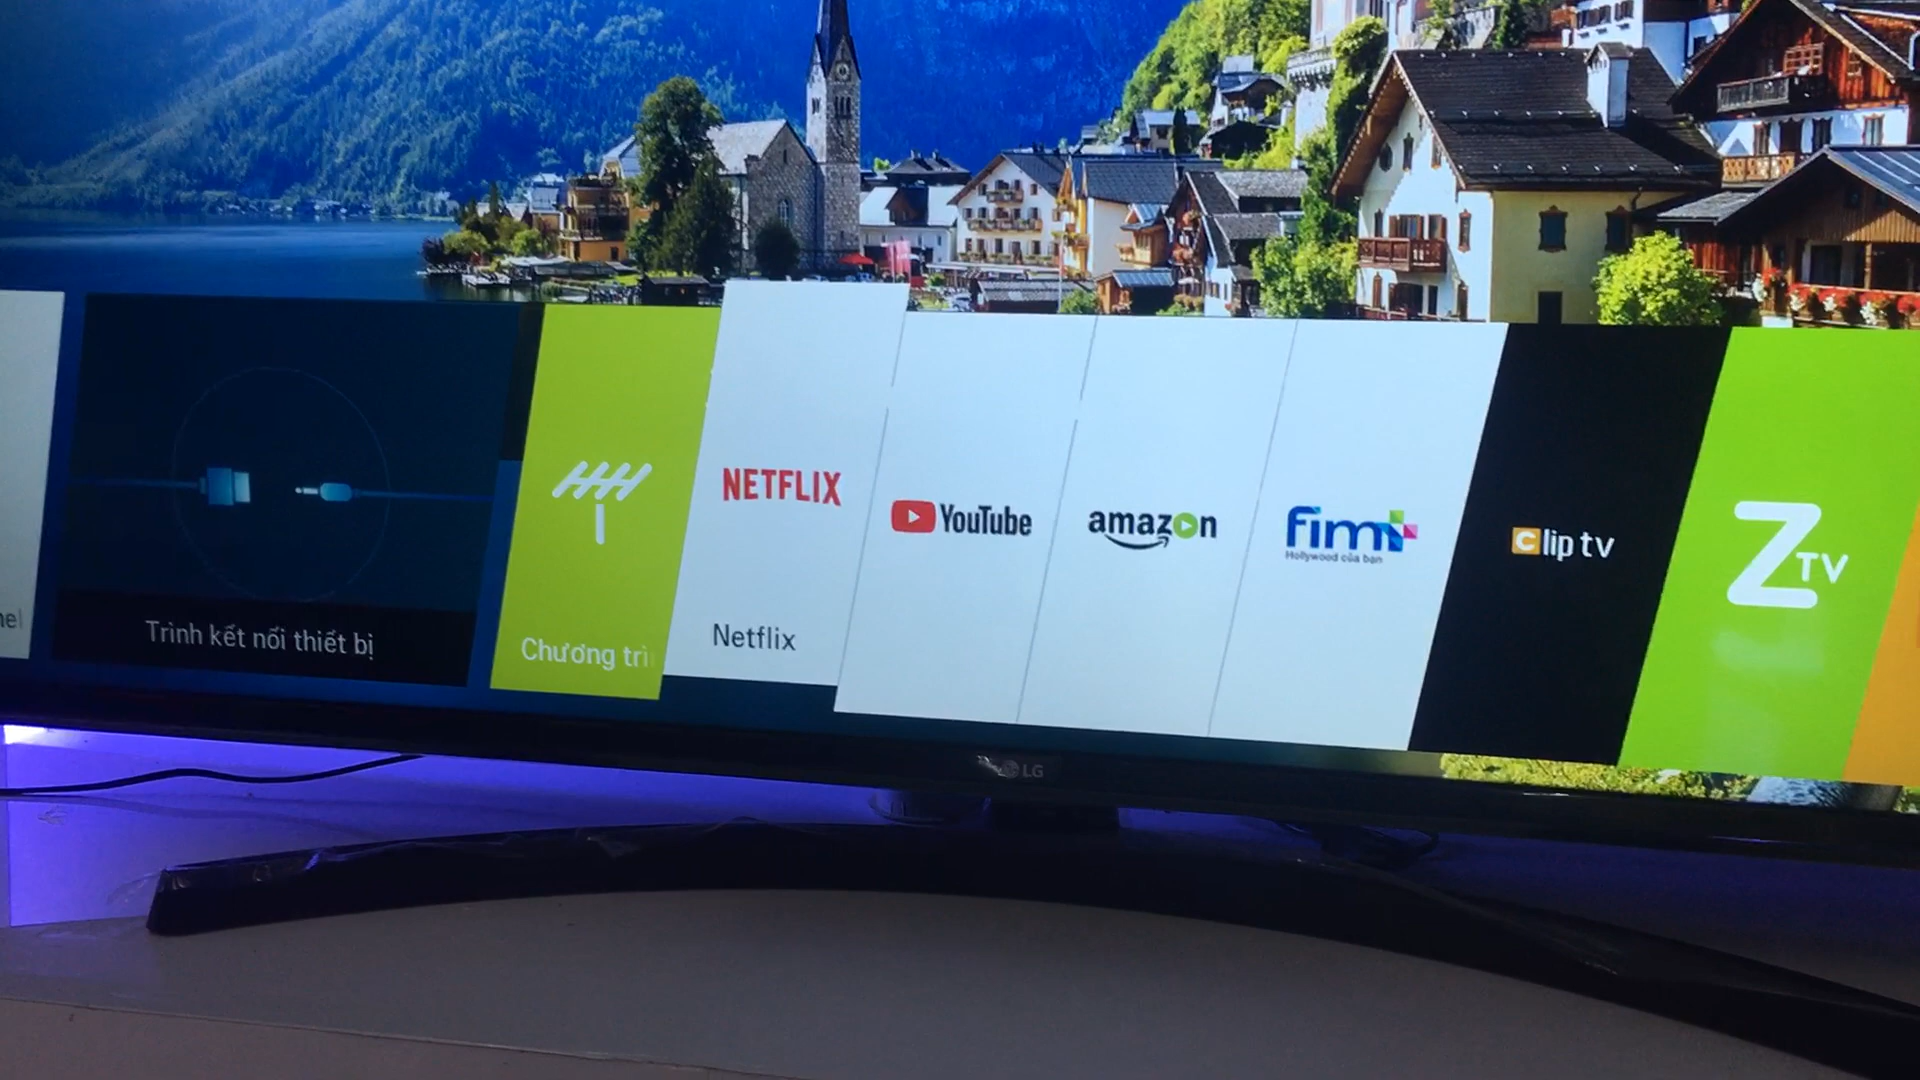 nel
Trình kết nối thiết bị
Chương trì
NETFLIX
Netflix
YouTube
amazon
fim+
Hollywood của bạn
Clip tv
ZTV
LG